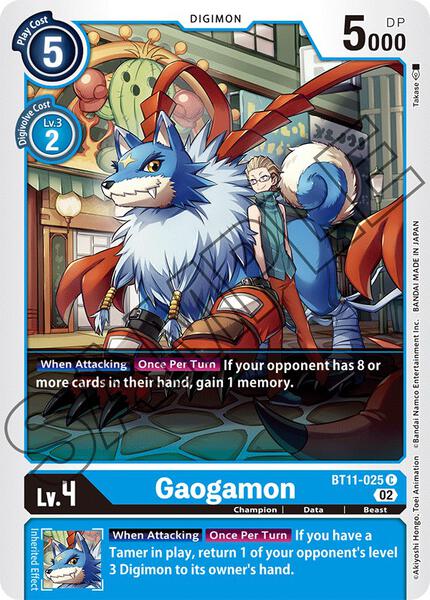 Play Cost
5
DIGIMON
DP
5000
Digivolve Cost
Lv.3
2
Takase
When Attacking Once Per Turn If your opponent has 8 or
more cards in their hand, gain 1 memory.
©Akiyoshi Hongo, Toei Animation ©Bandai Namco Entertainment Inc. BANDAI MADE IN JAPAN
SAMPLE
Lv.4
Gaogamon
BT11-025 C
02
Champion Data Beast
Inherited Effect
When Attacking Once Per Turn If you have a
Tamer in play, return 1 of your opponent's level
3 Digimon to its owner's hand.